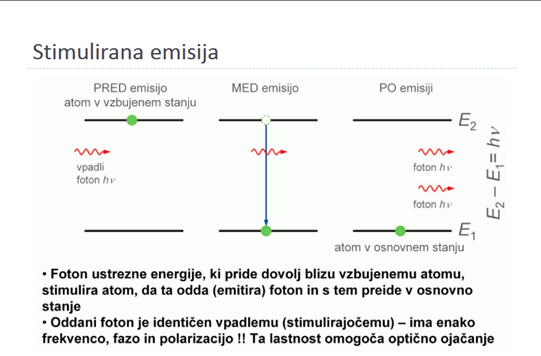 Stimulirana emisija
PRED emisijo
atom v vzbujenem stanju
MED emisijo
PO emisiji
E₂
vpadli
foton hν
foton hν
foton hν
E₂ – E₁= hν
E₁
atom v osnovnem stanju
• Foton ustrezne energije, ki pride dovolj blizu vzbujenemu atomu,
stimulira atom, da ta odda (emitira) foton in s tem preide v osnovno
stanje
• Oddani foton je identičen vpadlemu (stimulirajočemu) – ima enako
frekvenco, fazo in polarizacijo !! Ta lastnost omogoča optično ojačanje